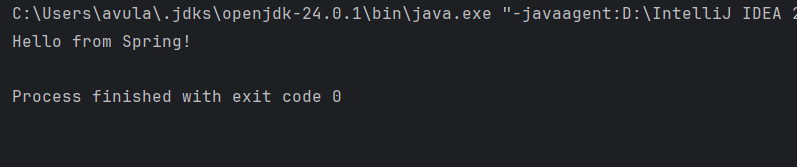 C:\Users\avula\.jdks\openjdk-24.0.1\bin\java.exe "-javaagent:D:\IntelliJ IDEA 2
Hello from Spring!
Process finished with exit code 0